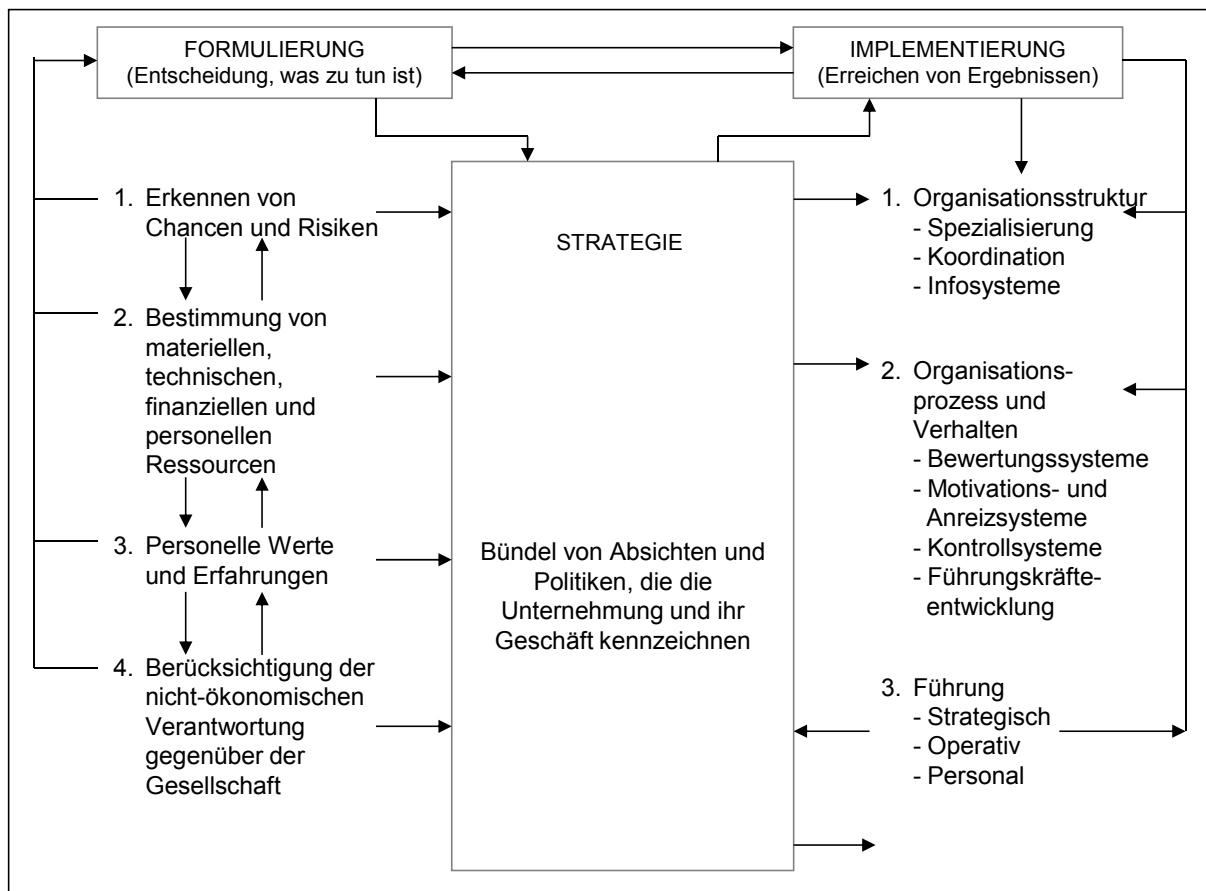 FORMULIERUNG
(Entscheidung, was zu tun ist)
IMPLEMENTIERUNG
(Erreichen von Ergebnissen)
1. Erkennen von
Chancen und Risiken
2. Bestimmung von
materiellen,
technischen,
finanziellen und
personellen
Ressourcen
3. Personelle Werte
und Erfahrungen
4. Berücksichtigung der
nicht-ökonomischen
Verantwortung
gegenüber der
Gesellschaft
STRATEGIE
Bündel von Absichten und
Politiken, die die
Unternehmung und ihr
Geschäft kennzeichnen
1. Organisationsstruktur
- Spezialisierung
- Koordination
- Infosysteme
2. Organisations-
prozess und
Verhalten
- Bewertungssysteme
- Motivations- und
Anreizsysteme
- Kontrollsysteme
- Führungskräfte-
entwicklung
3. Führung
- Strategisch
- Operativ
- Personal